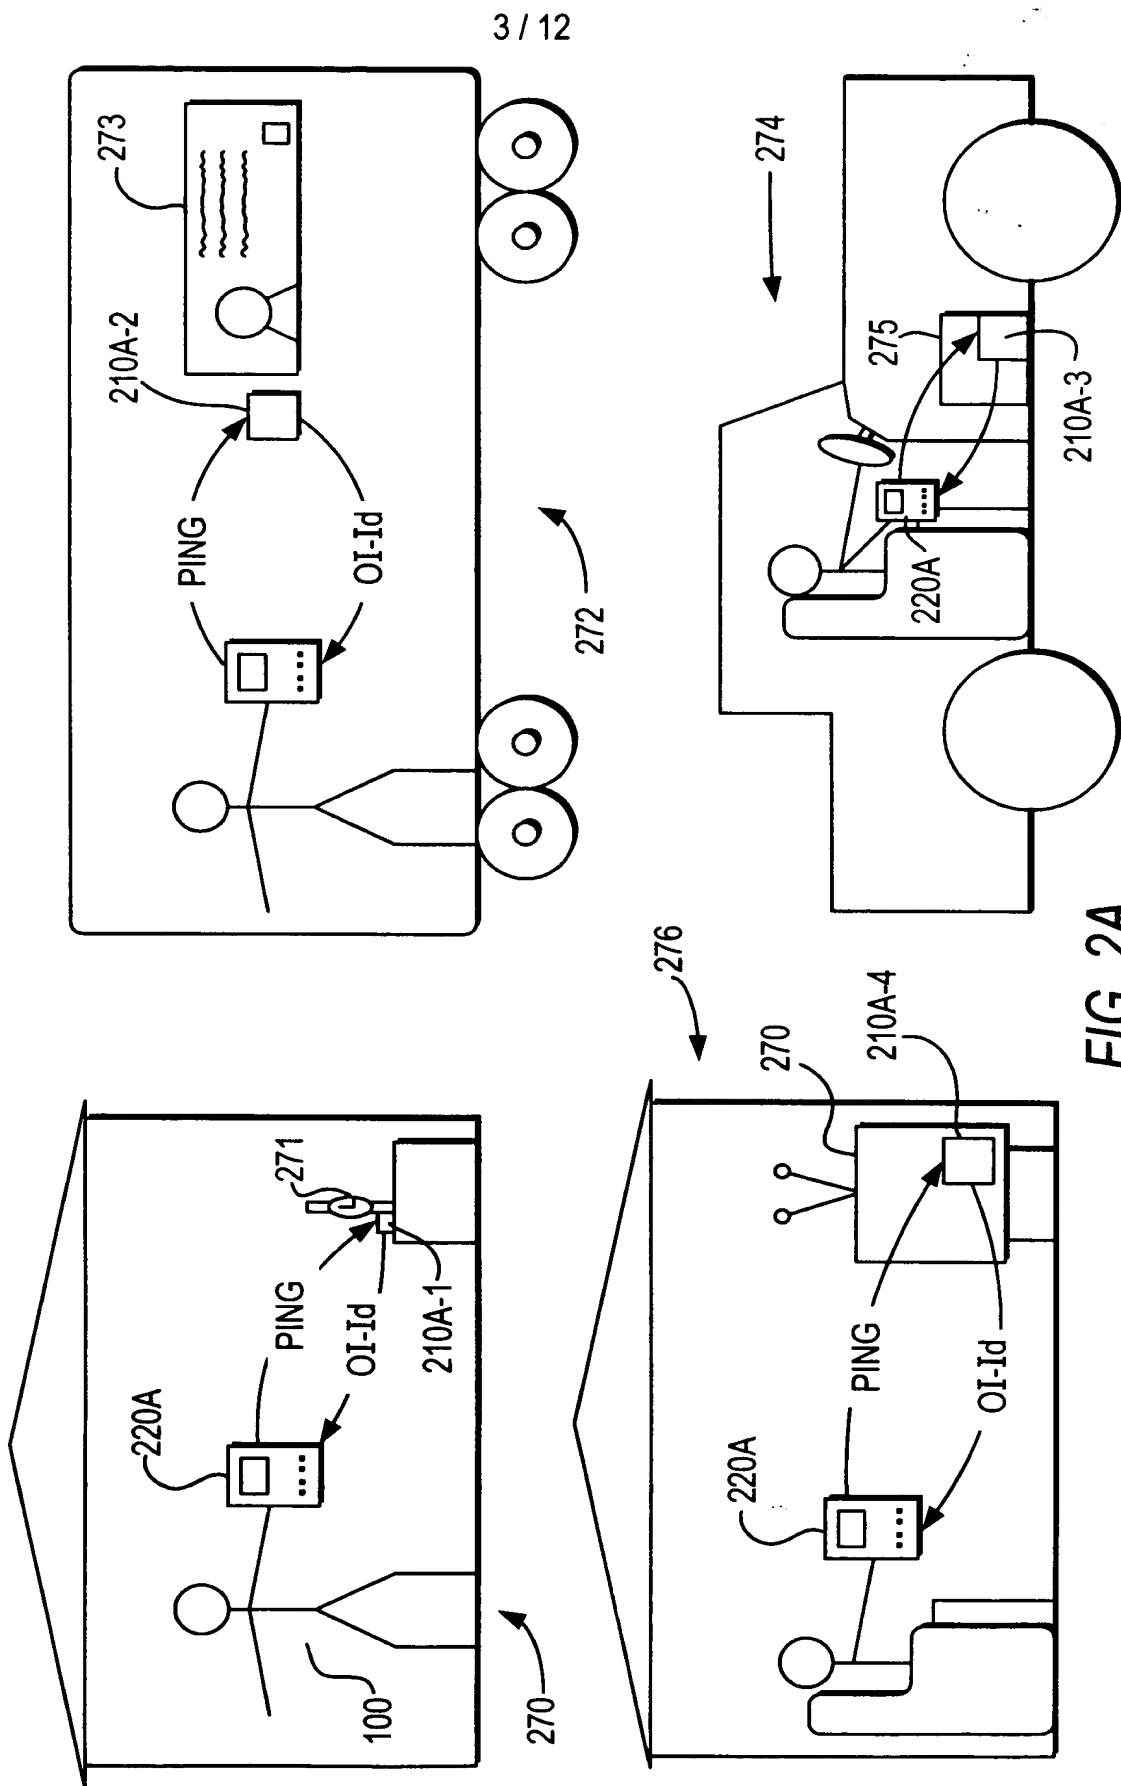 3 / 12
220A
PING
OI-Id
271
210A-1
100
270
PING
OI-Id
210A-2
273
272
220A
PING
OI-Id
270
210A-4
276
220A
275
210A-3
274
FIG. 2A